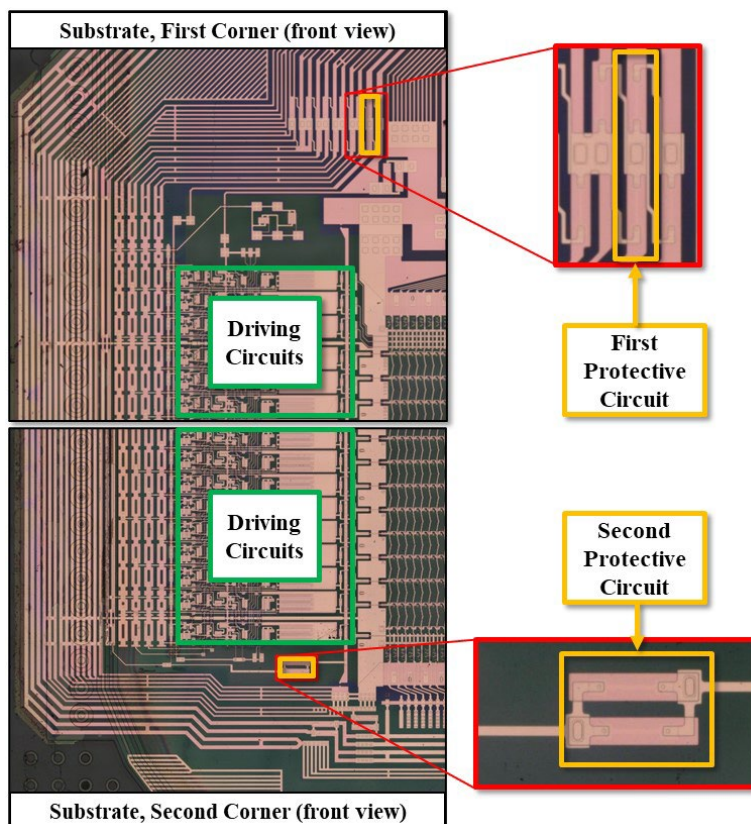 Substrate, First Corner (front view)
Driving
Circuits
First
Protective
Circuit
Driving
Circuits
Second
Protective
Circuit
Substrate, Second Corner (front view)